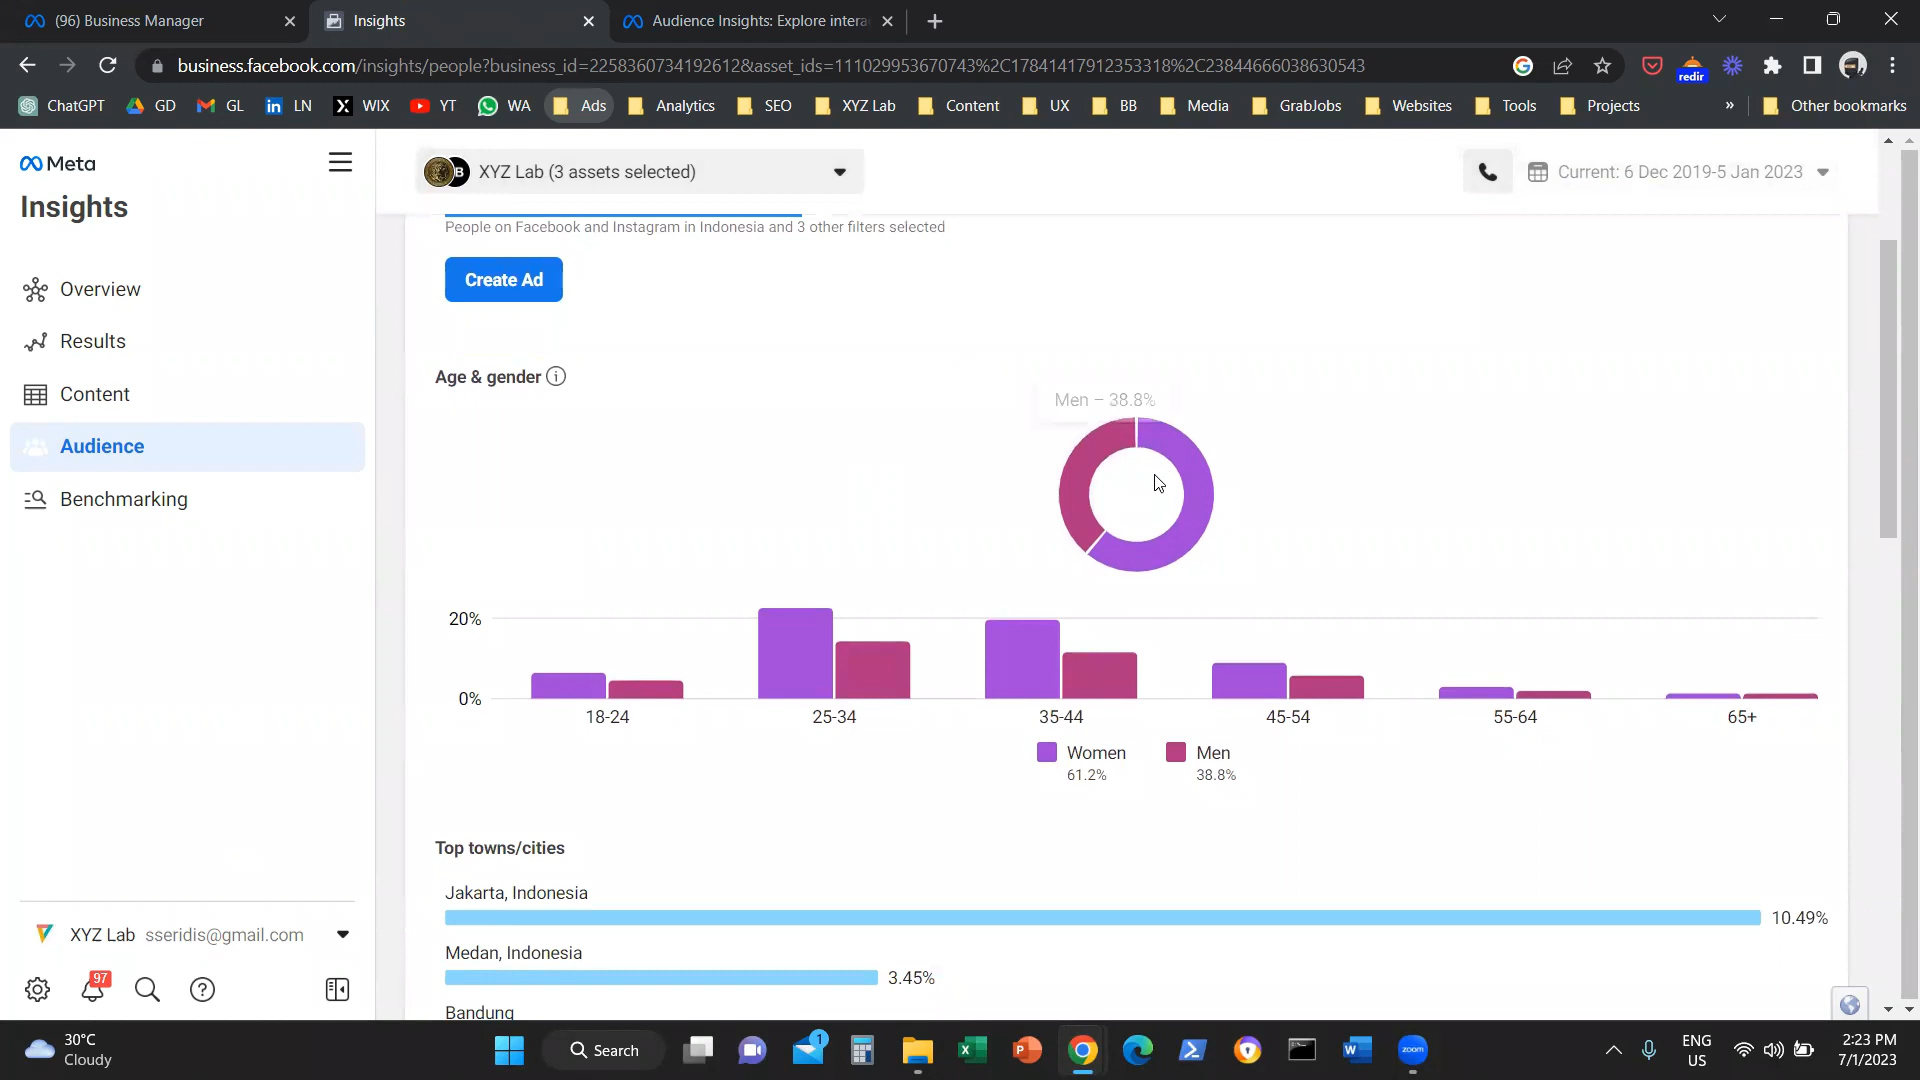 (96) Business Manager
Insights
Audience Insights: Explore intera
business.facebook.com/insights/people?business_id=2258360734192612&asset_ids=111029953670743%2C17841417912353318%2C23844666038630543
redir
ChatGPT GD GL LN WIX YT WA Ads Analytics SEO XYZ Lab Content UX BB Media GrabJobs Websites Tools Projects » Other bookmarks
Meta
Insights
Overview
Results
Content
Audience
Benchmarking
XYZ Lab sseridis@gmail.com
97
B XYZ Lab (3 assets selected)
Current: 6 Dec 2019-5 Jan 2023
People on Facebook and Instagram in Indonesia and 3 other filters selected
Create Ad
Age & gender
Men – 38.8%
20%
0%
18-24 25-34 35-44 45-54 55-64 65+
Women Men
61.2% 38.8%
Top towns/cities
Jakarta, Indonesia
10.49%
Medan, Indonesia
3.45%
Bandung
30°C
Cloudy
Search
1
zoom
ENG
US
2:23 PM
7/1/2023